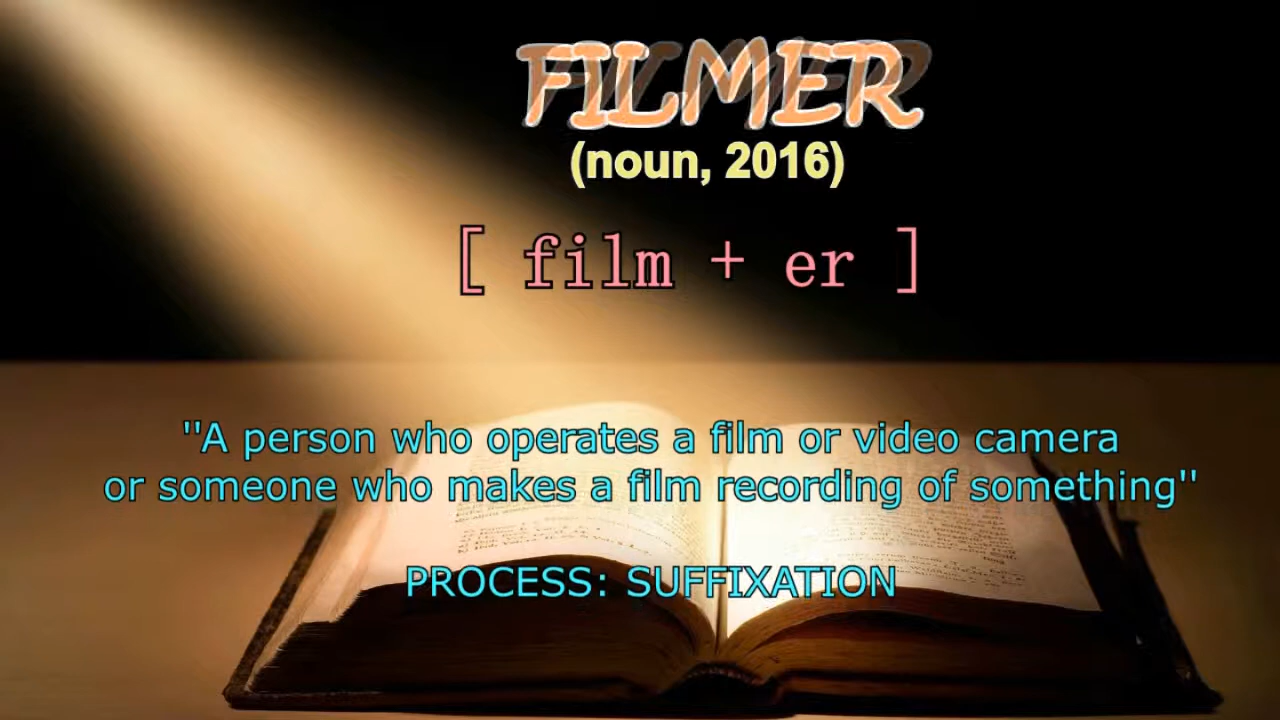 FILMER
(noun, 2016)
[ film + er ]
"A person who operates a film or video camera
or someone who makes a film recording of something"
PROCESS: SUFFIXATION